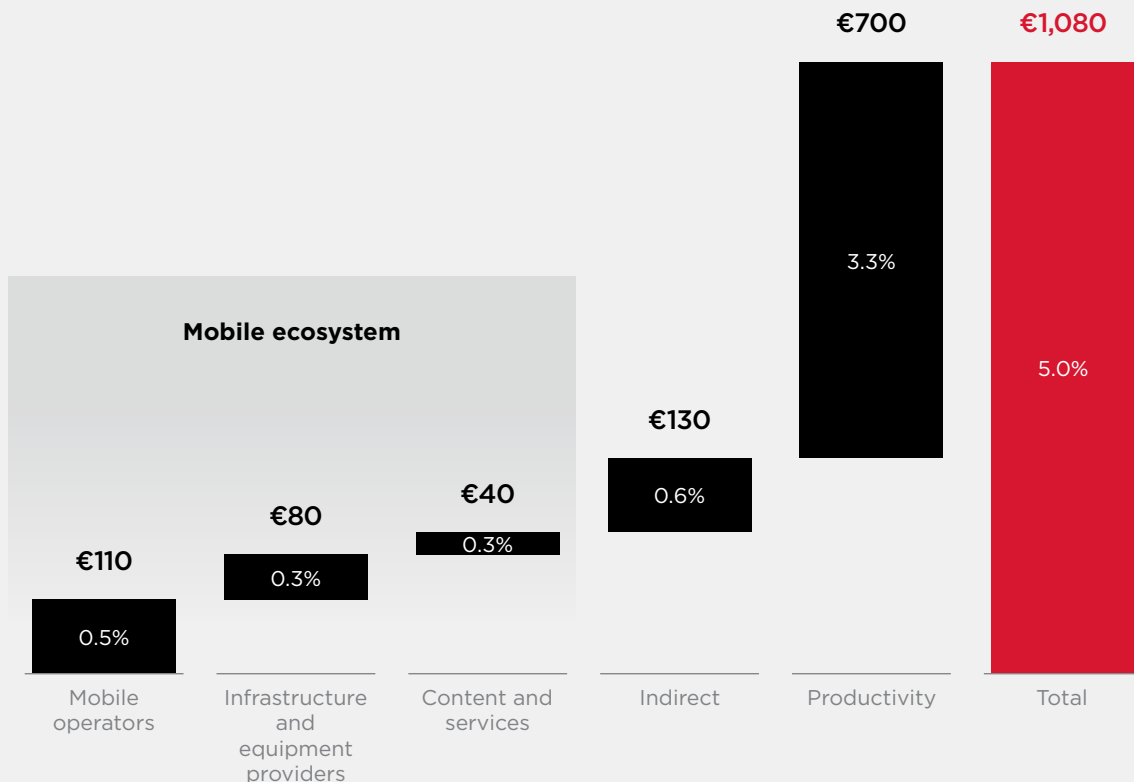 €700
€1,080
3.3%
Mobile ecosystem
5.0%
€130
0.6%
€40
€80
0.3%
€110
0.3%
0.5%
Mobile
operators
Infrastructure
and
equipment
providers
Content and
services
Indirect
Productivity
Total